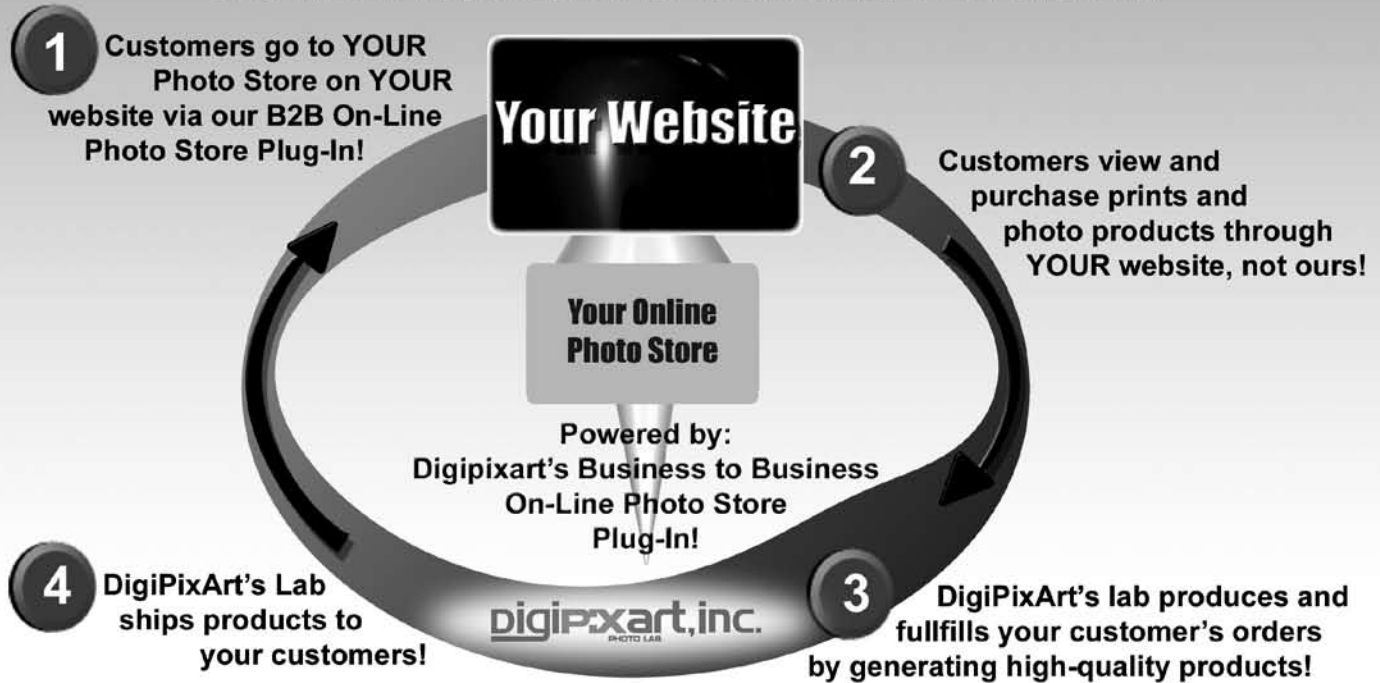 1
Customers go to YOUR
Photo Store on YOUR
website via our B2B On-Line
Photo Store Plug-In!
Your Website
2
Customers view and
purchase prints and
photo products through
YOUR website, not ours!
Your Online
Photo Store
Powered by:
Digipixart's Business to Business
On-Line Photo Store
Plug-In!
3
DigiPixArt's lab produces and
fullfills your customer's orders
by generating high-quality products!
4
DigiPixArt's Lab
ships products to
your customers!
Digipixart,inc.
PHOTO LAB